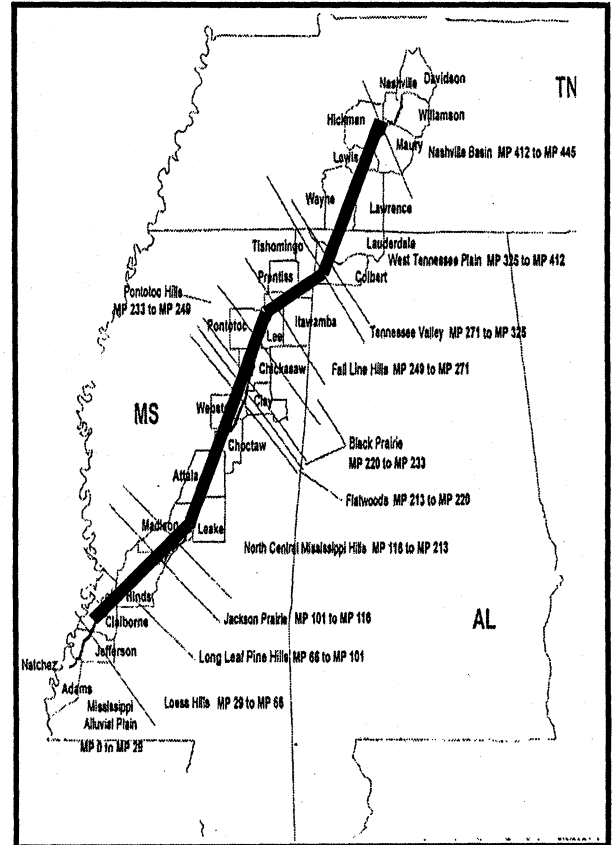 Nashville
Davidson
TN
Hickman
Williamson
Maury
Nashville Basin MP 412 to MP 445
Lewis
Wayne
Lawrence
Tishomingo
Lauderdale
West Tennessee Plain MP 325 to MP 412
Prentiss
Colbert
Pontotoc Hills
MP 233 to MP 249
Itawamba
Tennessee Valley MP 271 to MP 325
Pontotoc
Lee
Fall Line Hills MP 249 to MP 271
Chickasaw
MS
Webst
Clay
Black Prairie
MP 220 to MP 233
Choctaw
Attala
Flatwoods MP 213 to MP 220
Madison
Leake
North Central Mississippi Hills MP 116 to MP 213
Hinds
Jackson Prairie MP 101 to MP 116
AL
Claiborne
Jefferson
Long Leaf Pine Hills MP 66 to MP 101
Natchez
Adams
Loess Hills MP 29 to MP 66
Mississippi
Alluvial Plain
MP 0 to MP 29